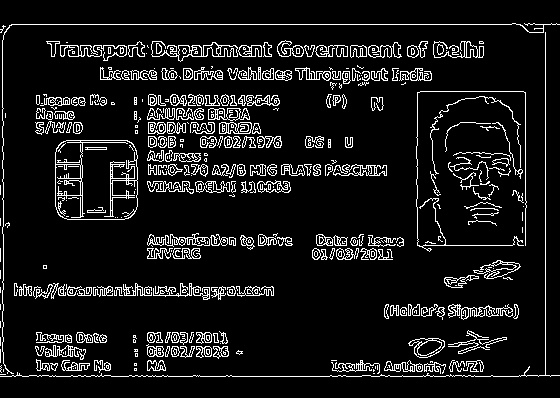 Transport Department Government of Delhi
Licence to Drive Vehicles Throughout India
Licence No. : DL-0420110149646 (P) N
Name : ANURAG BREJA
S/W/D : BODH RAJ BREJA
DOB: 09/02/1976 BG: U
Address:
HNO-170 A2/B MIG FLATS PASCHIM
VIHAR, DELHI 110063
Authorisation to Drive Date of Issue
INVCRG 01/03/2011
http://documentshouse.blogspot.com
(Holder's Signature)
Issue Date : 01/03/2011
Validity : 08/02/2026
Inv Carr No : NA
Issuing Authority (WZ)